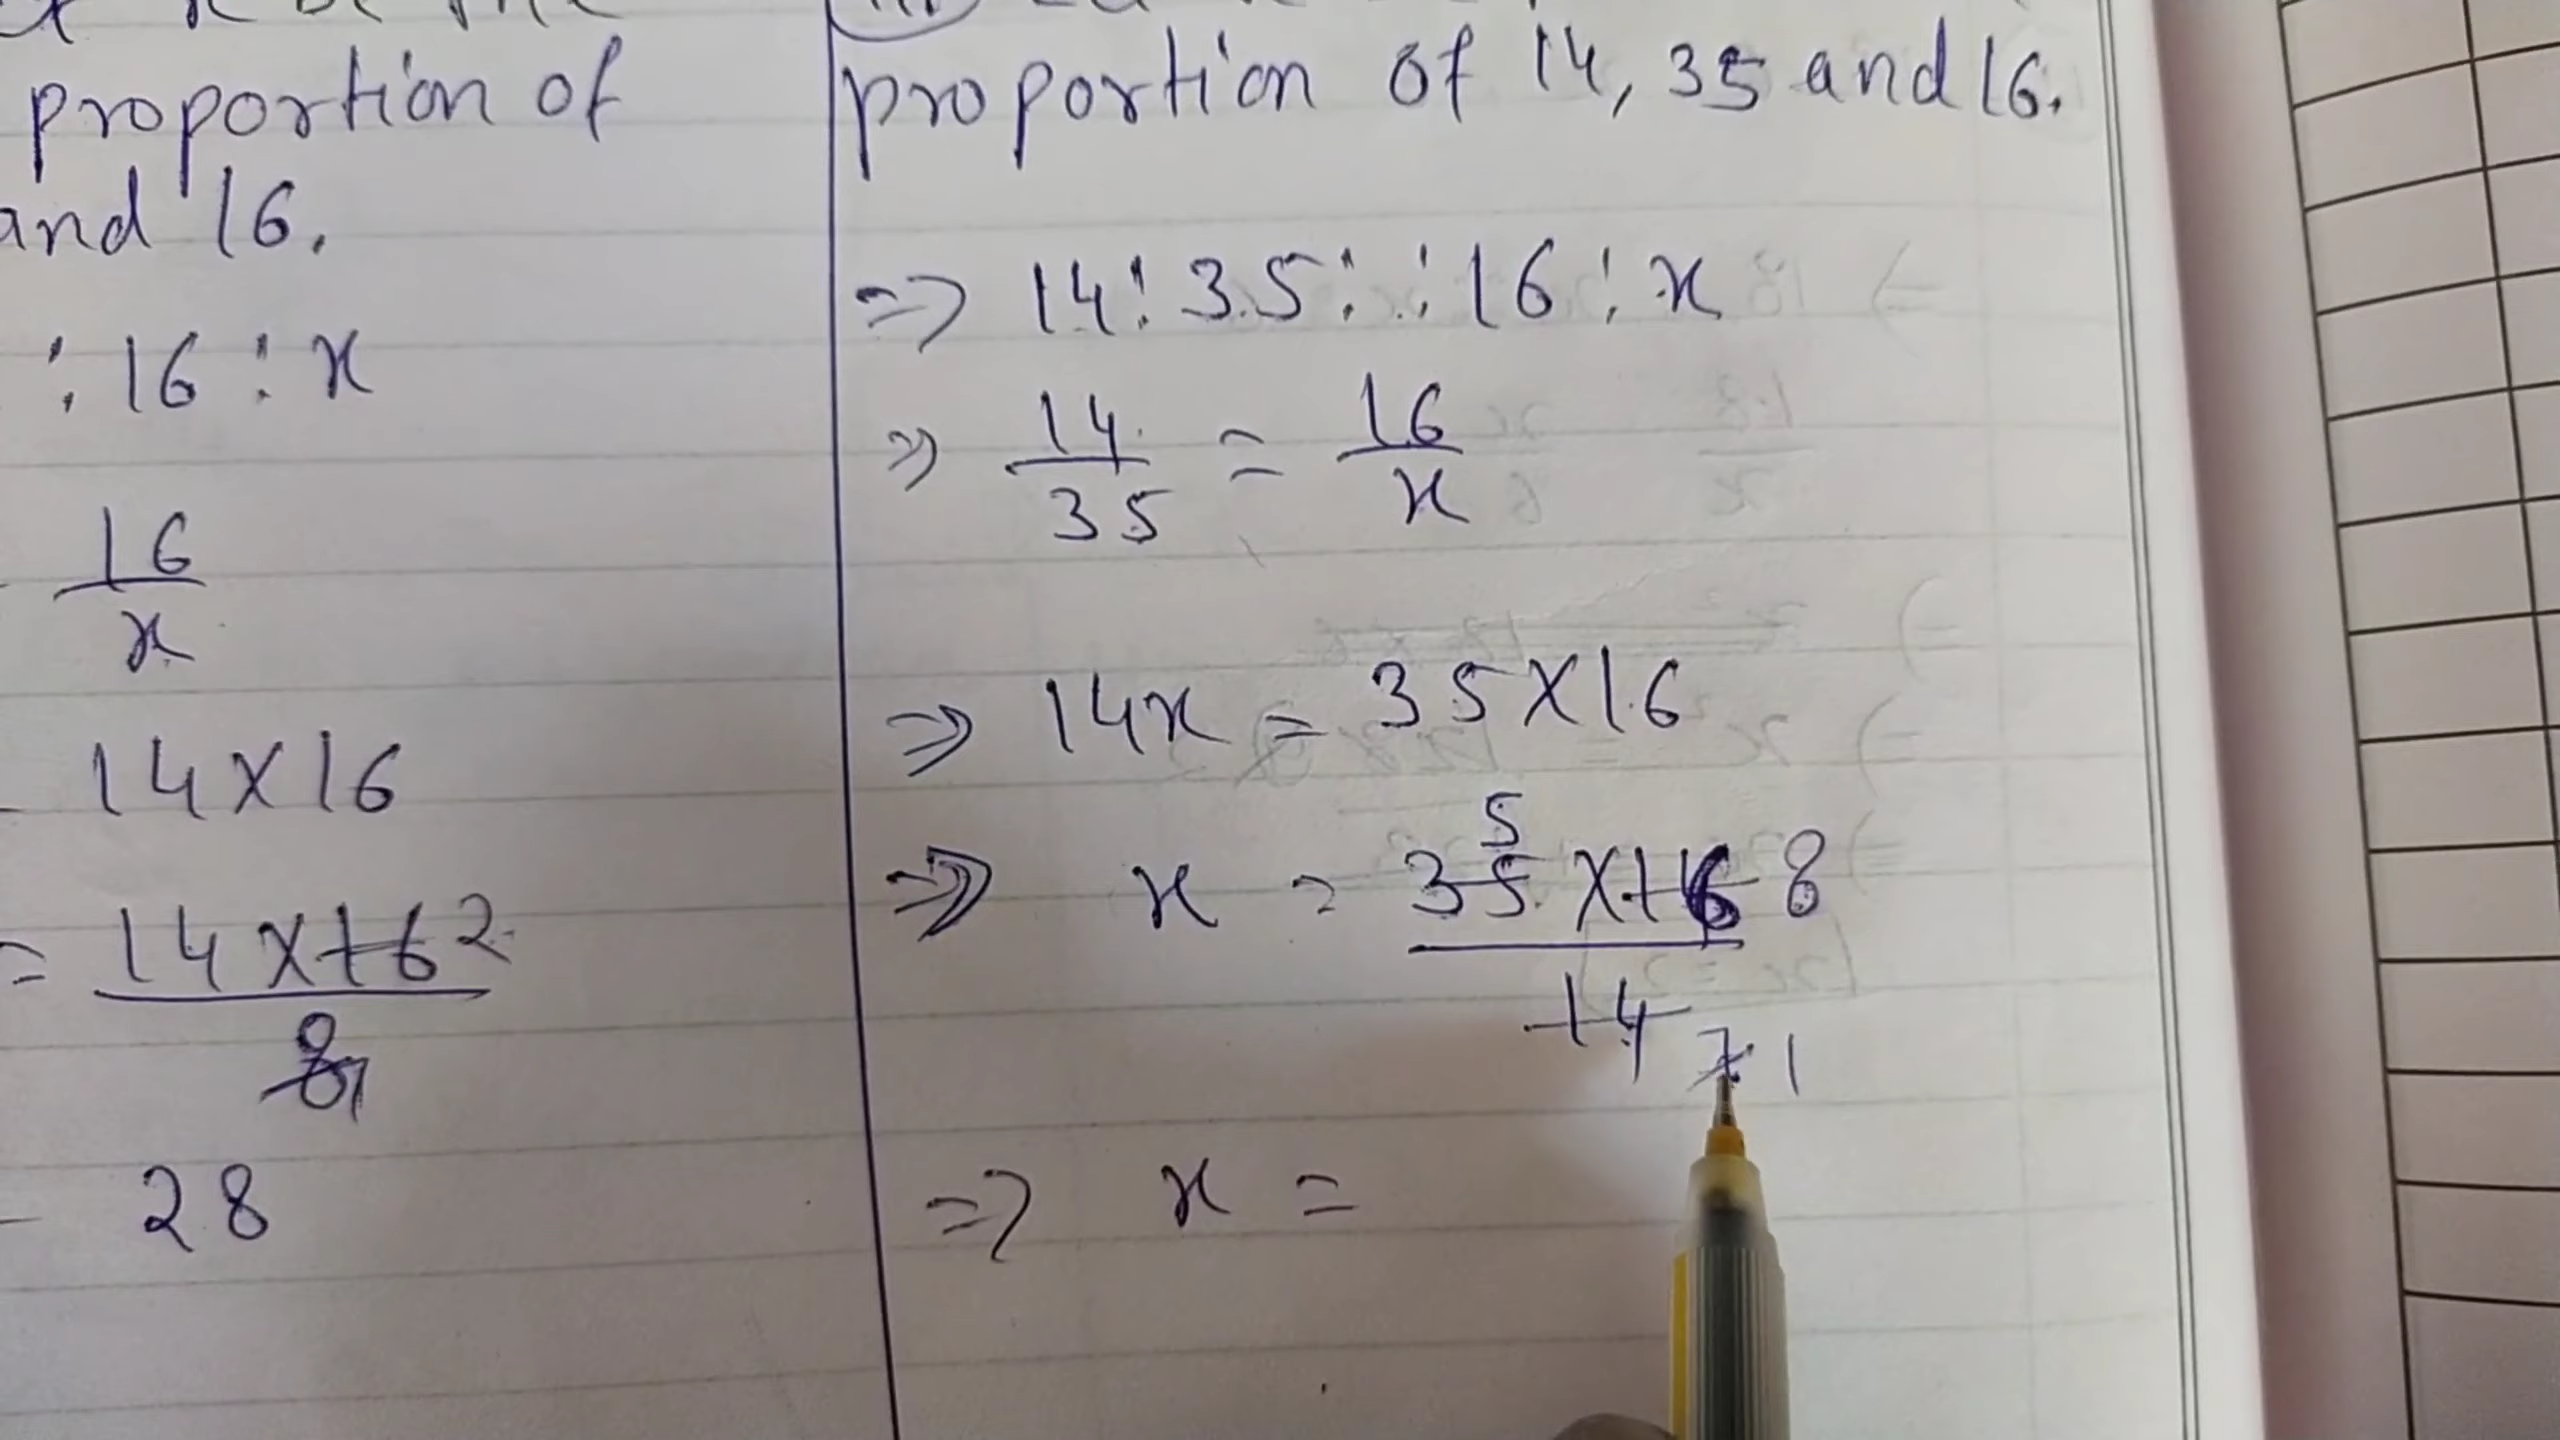 proportion of
and 16.
: 16 : x
16
x
14 x 16
= 14 x 16 2
8 1
28
proportion of 14, 35 and 16.
=> 14 : 35 : : 16 : x
=> 14/35 = 16/x
=> 14x = 35 x 16
5
=> x = 35 x 16 8
14 7 1
=> x =